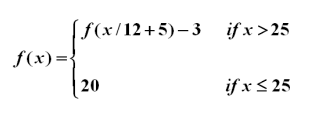 f(x/12+5)−3 if x>25
f(x)=
20 if x≤25